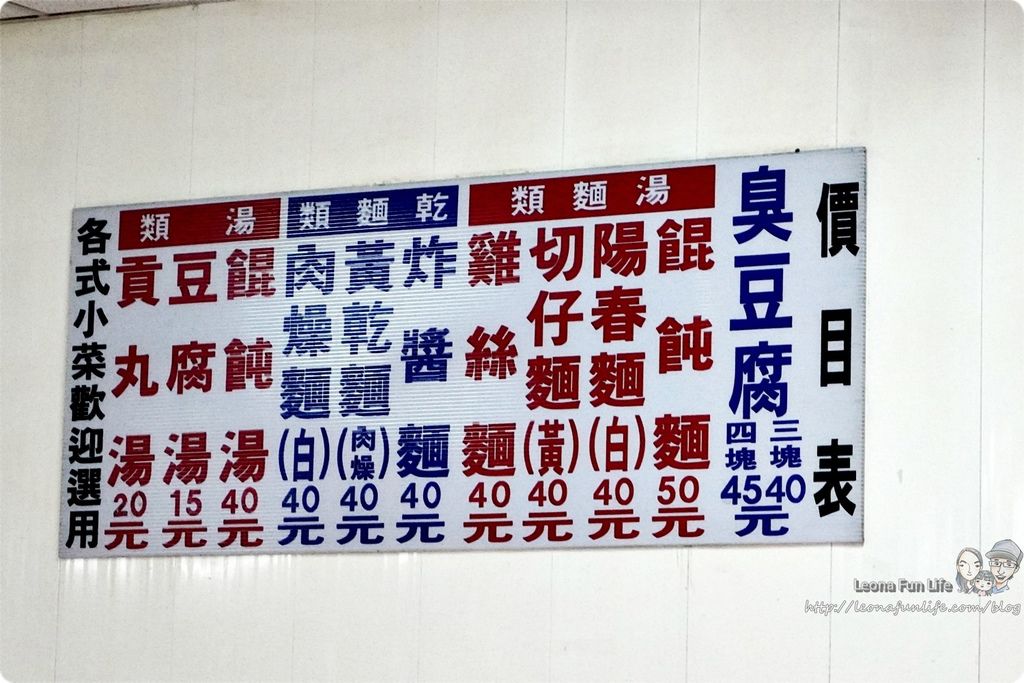 價目表
臭豆腐
三塊 40
四塊 45
元
湯麵類
餛飩麵 50元
陽春麵(白) 40元
切仔麵(黃) 40元
雞絲麵 40元
乾麵類
炸醬麵 40元
黃乾麵(肉燥) 40元
肉燥麵(白) 40元
湯類
餛飩湯 40元
豆腐湯 15元
貢丸湯 20元
各式小菜歡迎選用
Leona Fun Life
http://leonafunlife.com/blog